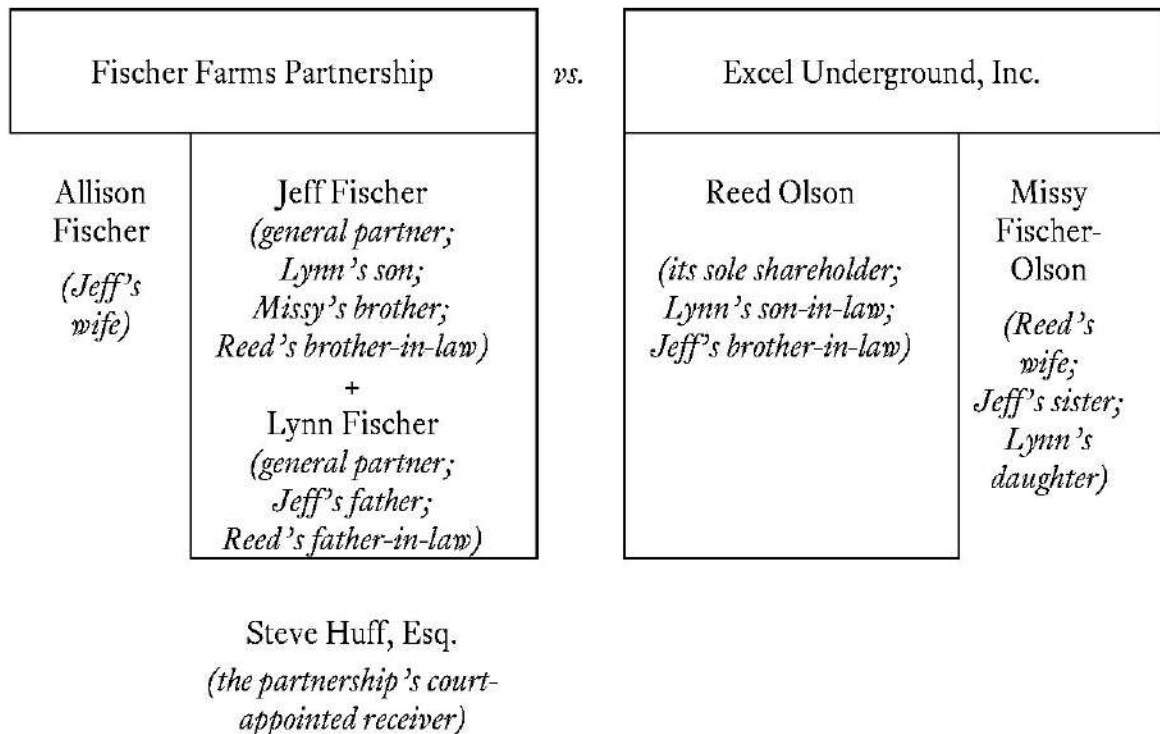 Fischer Farms Partnership
vs.
Excel Underground, Inc.
Allison
Fischer
(Jeff’s
wife)
Jeff Fischer
(general partner;
Lynn’s son;
Missy’s brother;
Reed’s brother-in-law)
+
Lynn Fischer
(general partner;
Jeff’s father;
Reed’s father-in-law)
Reed Olson
(its sole shareholder;
Lynn’s son-in-law;
Jeff’s brother-in-law)
Missy
Fischer-
Olson
(Reed’s
wife;
Jeff’s sister;
Lynn’s
daughter)
Steve Huff, Esq.
(the partnership’s court-
appointed receiver)